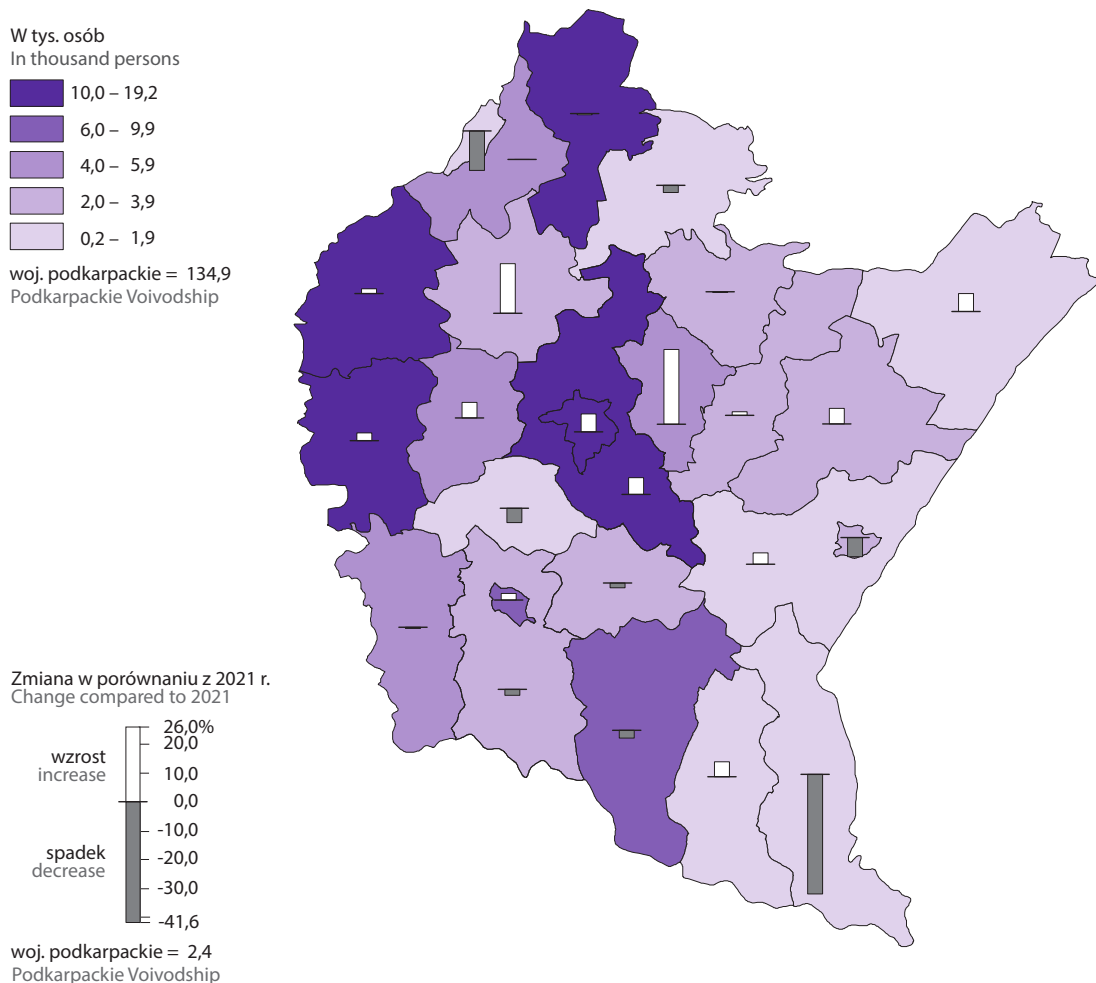 W tys. osób
In thousand persons
10,0 – 19,2
6,0 – 9,9
4,0 – 5,9
2,0 – 3,9
0,2 – 1,9
woj. podkarpackie = 134,9
Podkarpackie Voivodship
Zmiana w porównaniu z 2021 r.
Change compared to 2021
26,0%
20,0
wzrost
increase
10,0
0,0
-10,0
spadek
decrease
-20,0
-30,0
-41,6
woj. podkarpackie = 2,4
Podkarpackie Voivodship